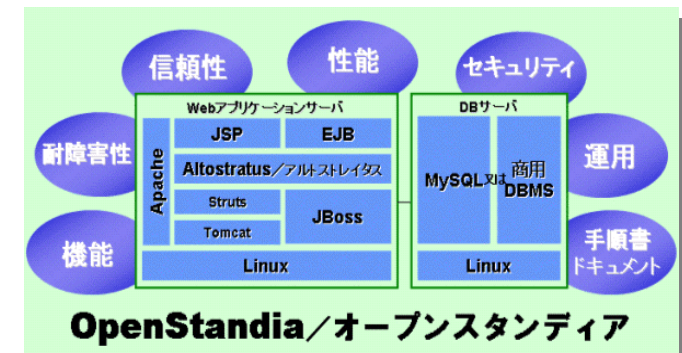 信頼性
性能
セキュリティ
耐障害性
運用
機能
手順書
ドキュメント
Webアプリケーションサーバ
Apache
JSP
EJB
Altostratus／アルトストレイタス
Struts
Tomcat
JBoss
Linux
DBサーバ
MySQL又は
商用
DBMS
Linux
OpenStandia／オープンスタンディア